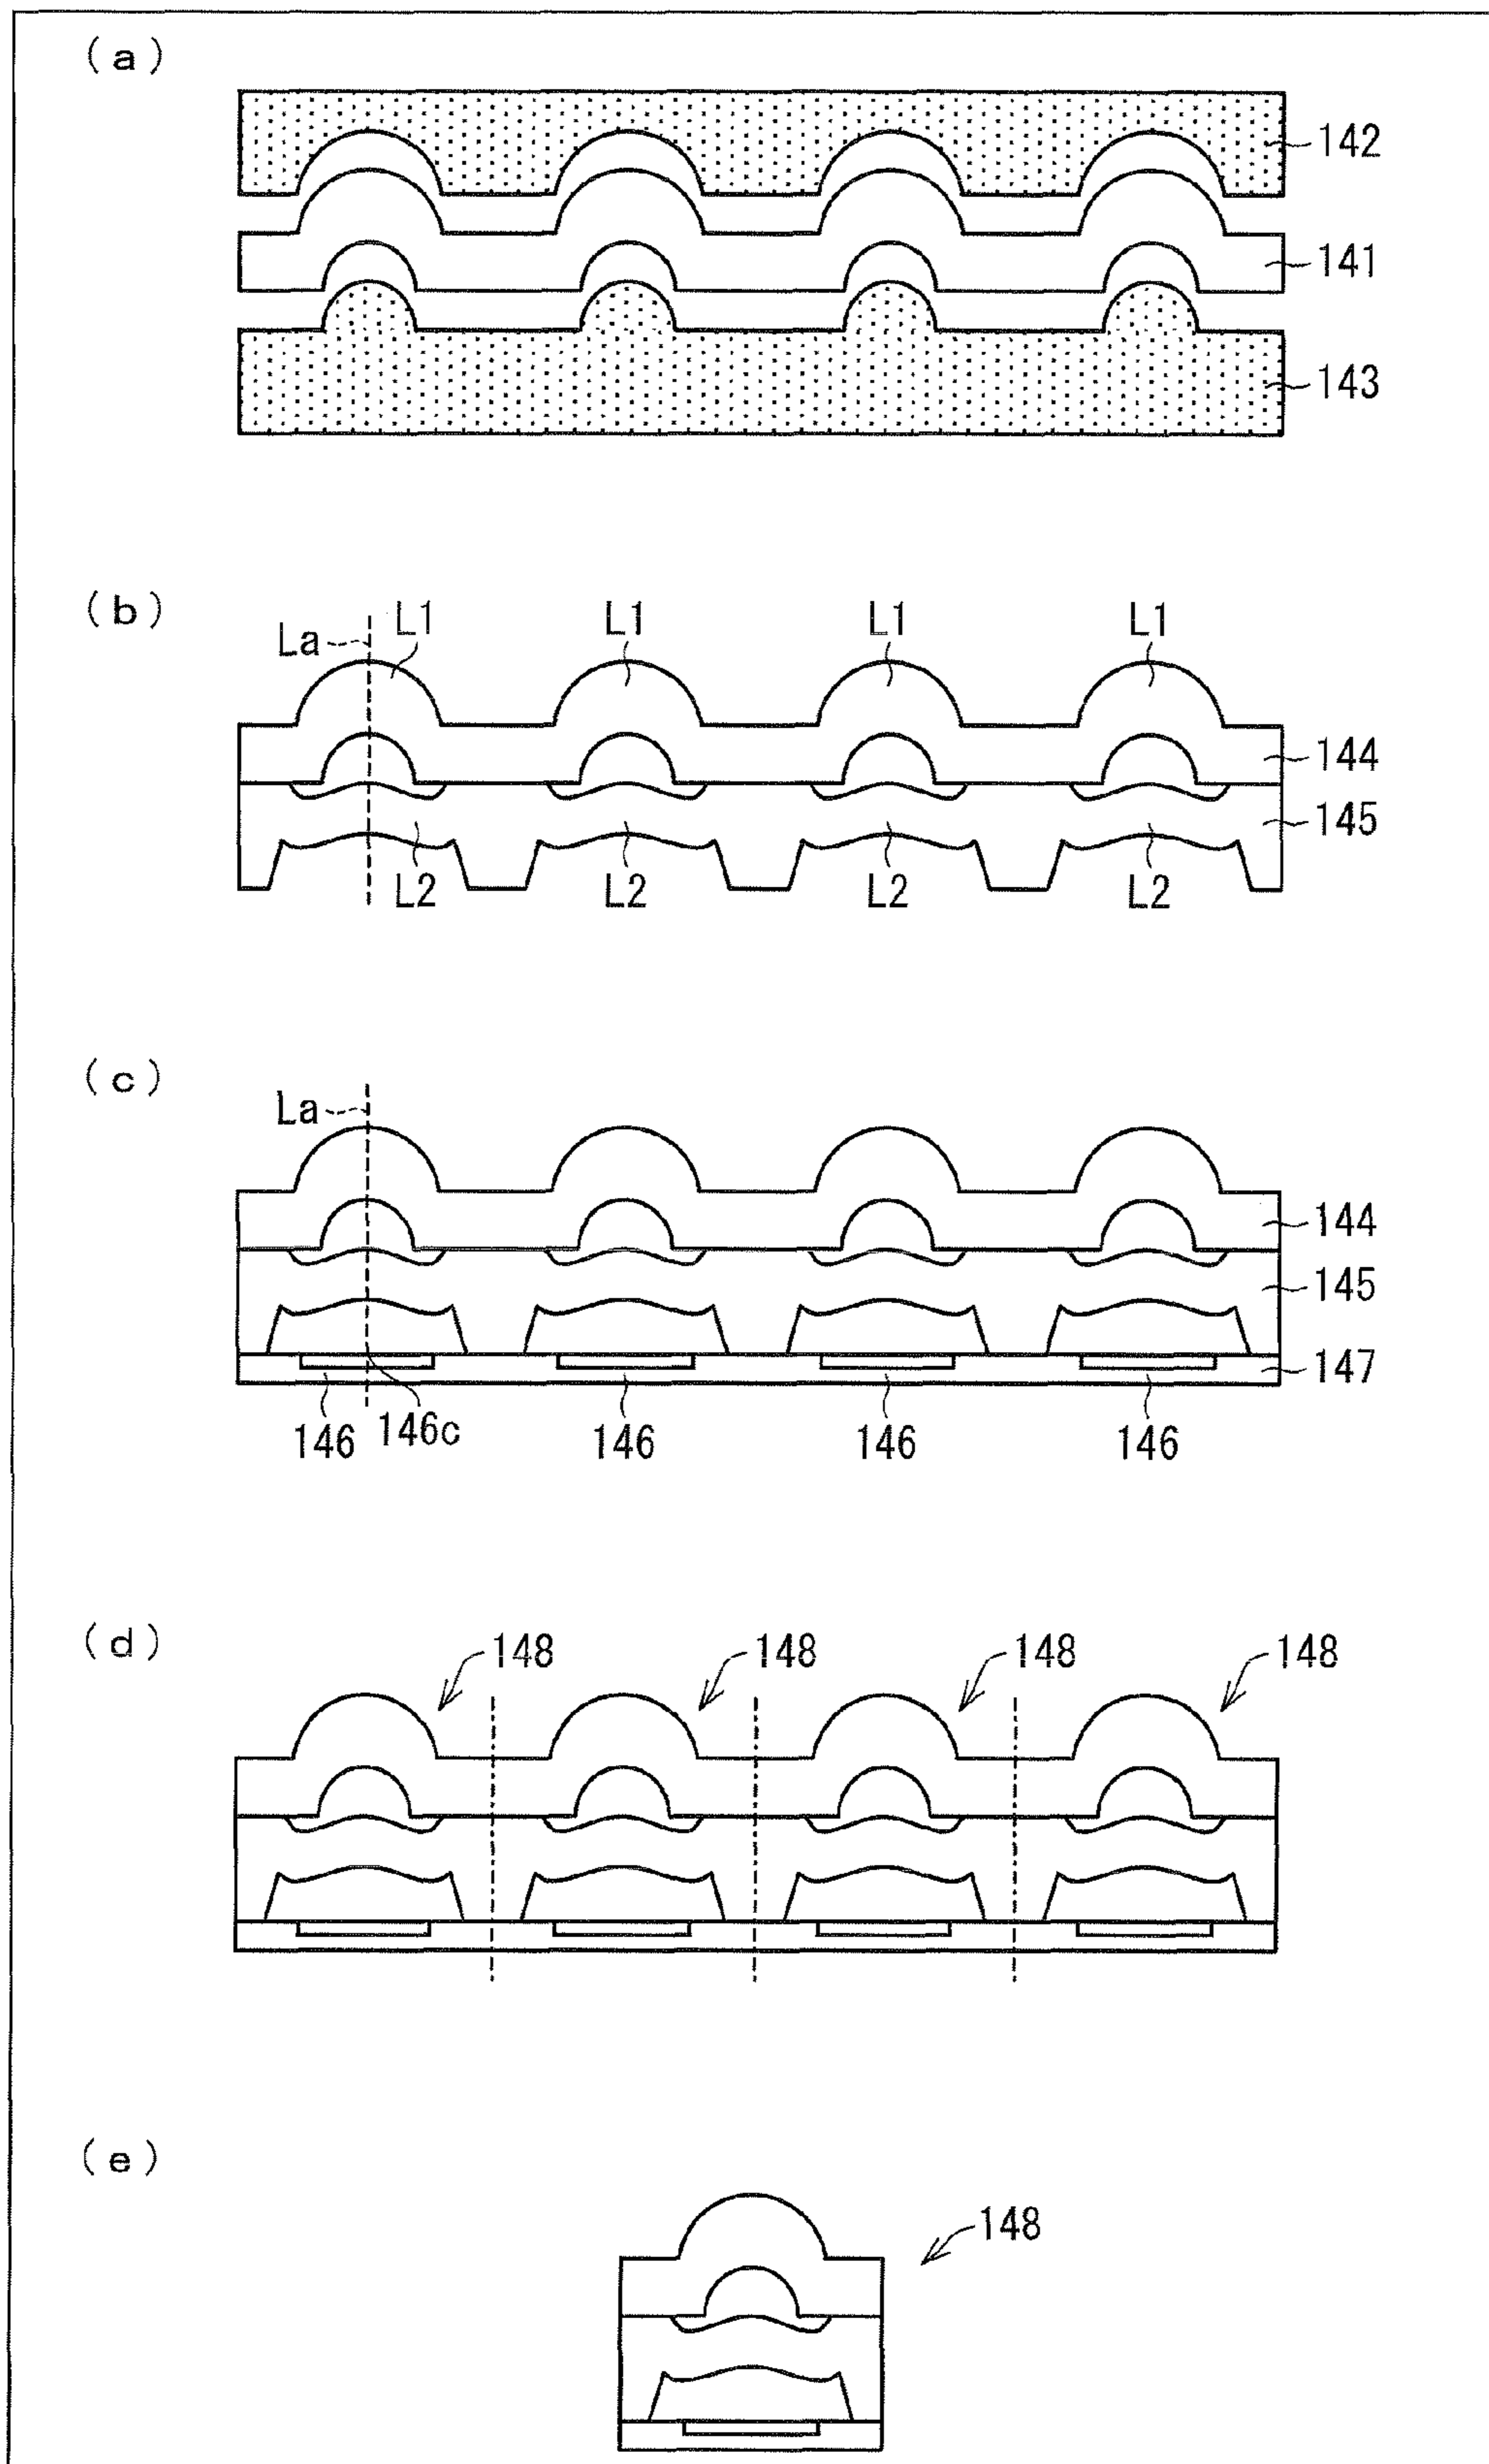 (a)
142
141
143
(b)
La L1 L1 L1 L1
144
145
L2 L2 L2 L2
(c)
La
144
145
147
146 146c 146 146 146
(d)
148 148 148 148
(e)
148